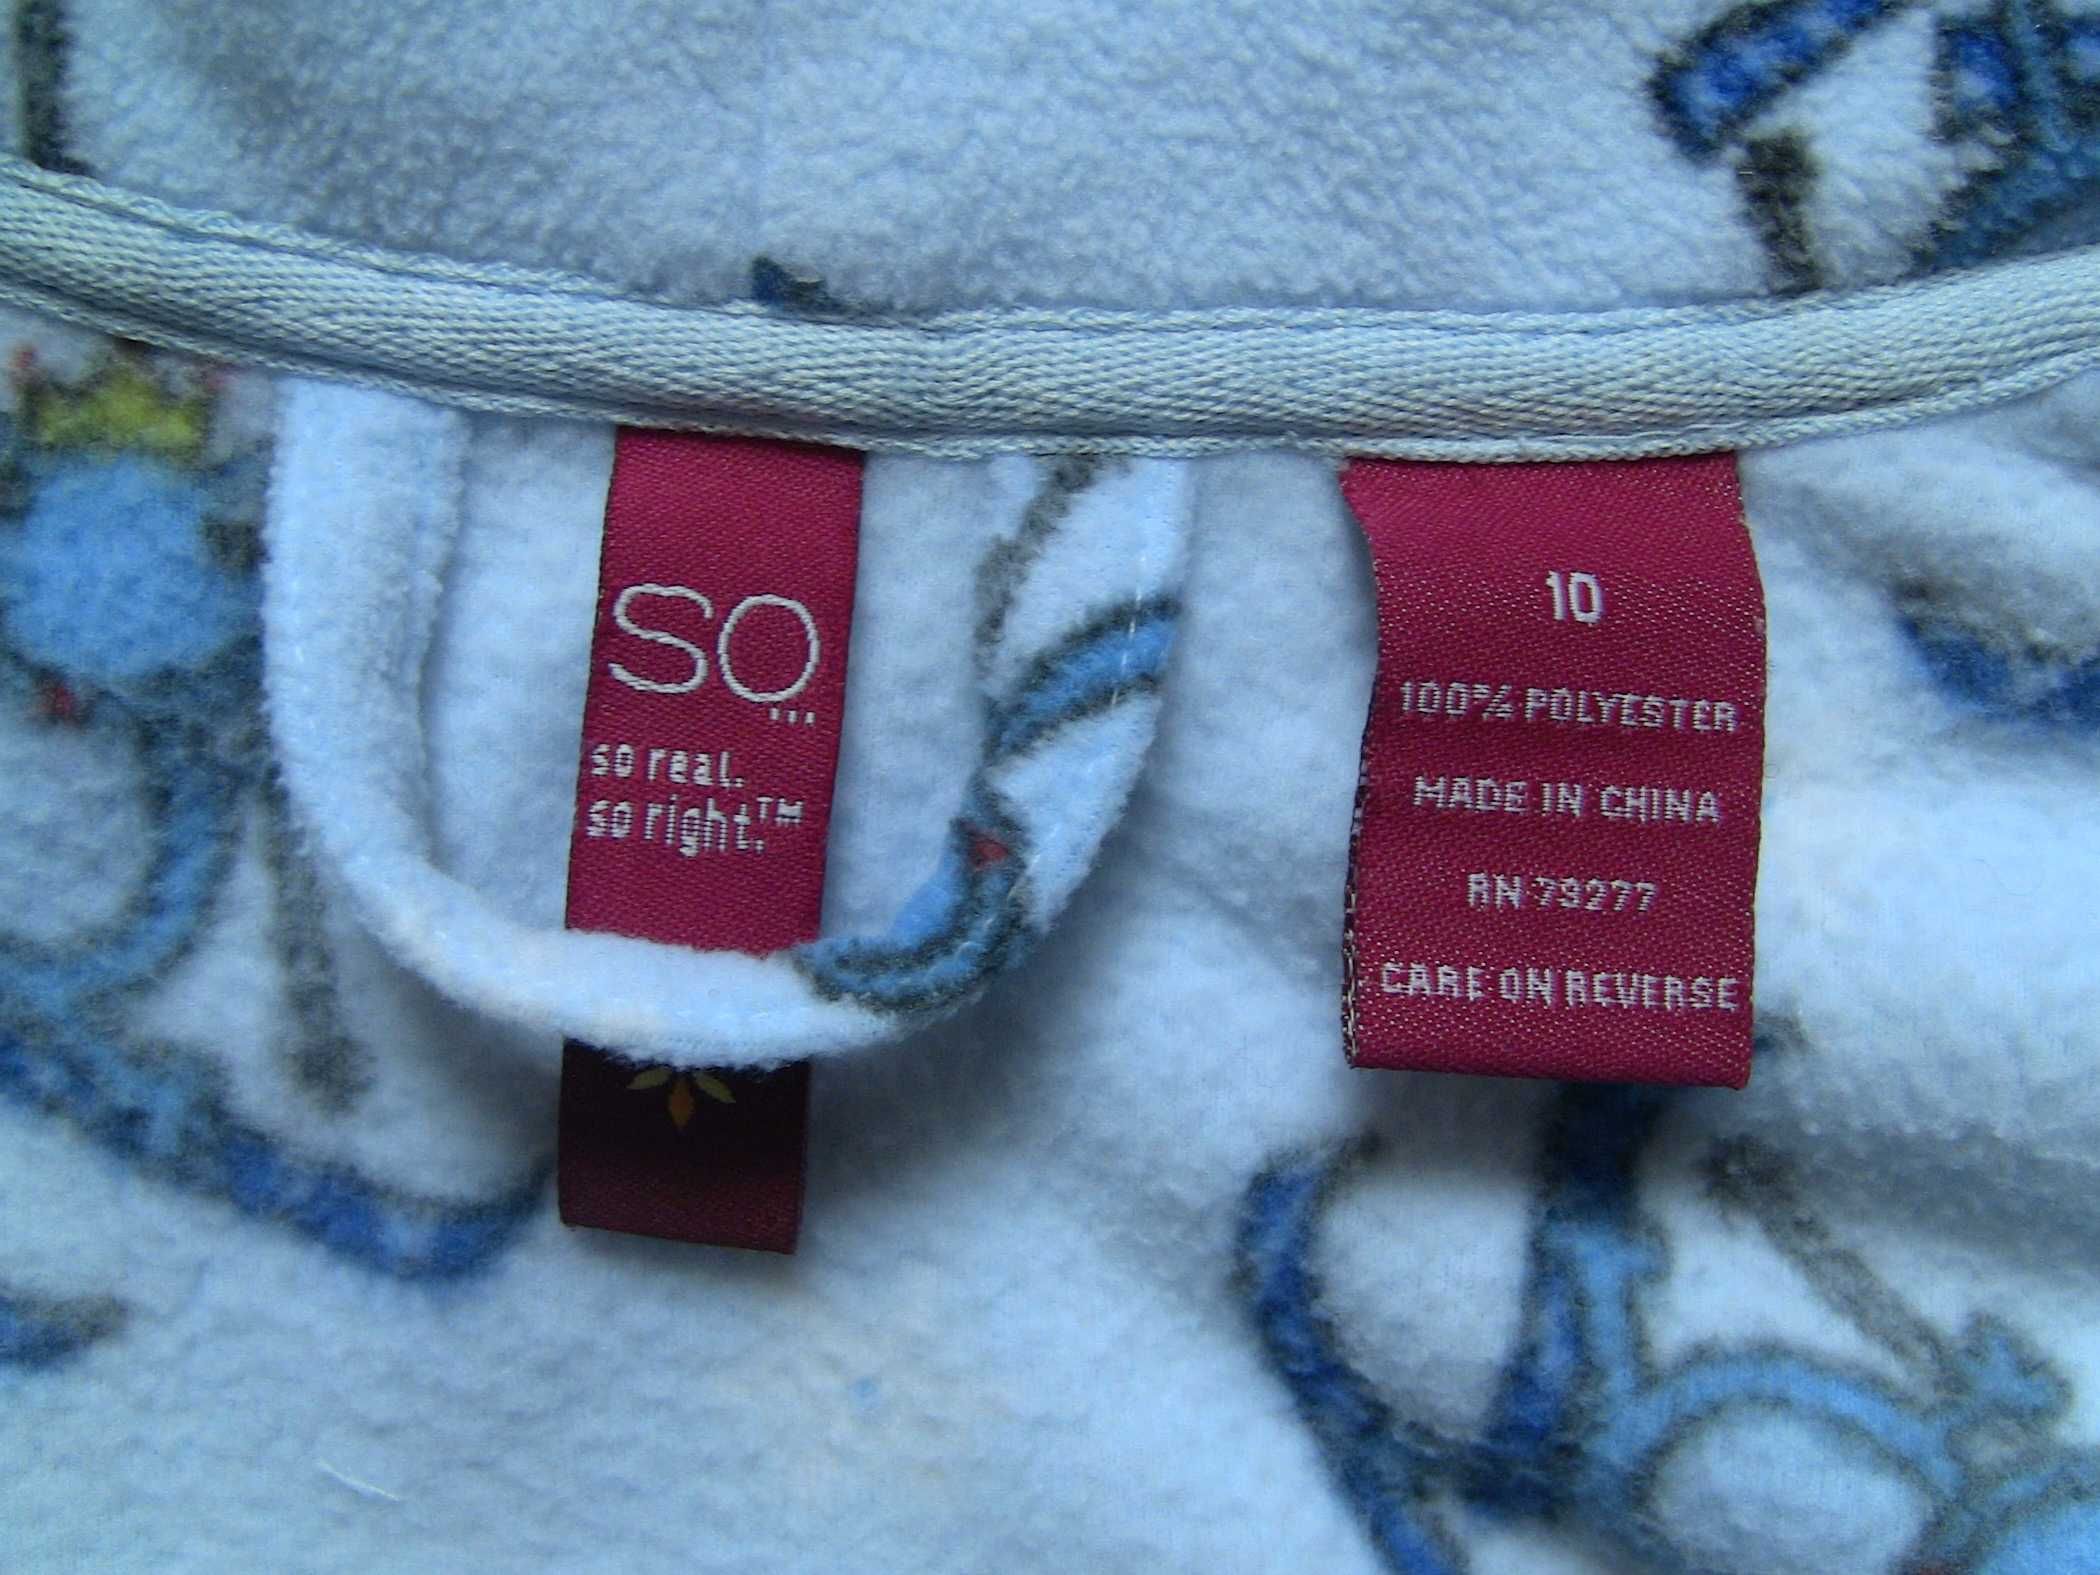 SO...
so real.
so right.™
10
100% POLYESTER
MADE IN CHINA
RN 73277
CARE ON REVERSE